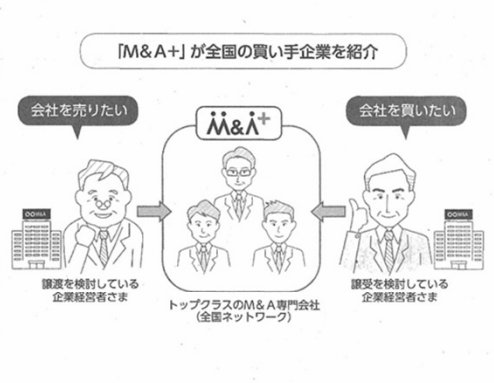 「M&A+」が全国の買い手企業を紹介
会社を売りたい
会社を買いたい
M&A+
M&A
M&A
譲渡を検討している
企業経営者さま
トップクラスのM&A専門会社
(全国ネットワーク)
譲受を検討している
企業経営者さま